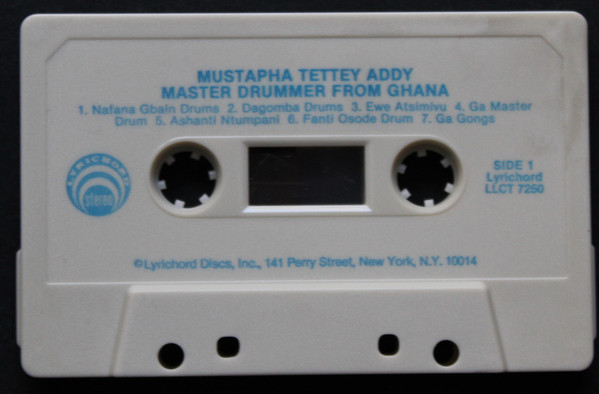 MUSTAPHA TETTEY ADDY
MASTER DRUMMER FROM GHANA
1. Nafana Gbain Drums 2. Dagomba Drums 3. Ewe Atsimivu 4. Ga Master
Drum 5. Ashanti Ntumpani 6. Fanti Osode Drum 7. Ga Gongs
LYRICHORD
stereo
SIDE 1
Lyrichord
LLCT 7250
©Lyrichord Discs, Inc., 141 Perry Street, New York, N.Y. 10014